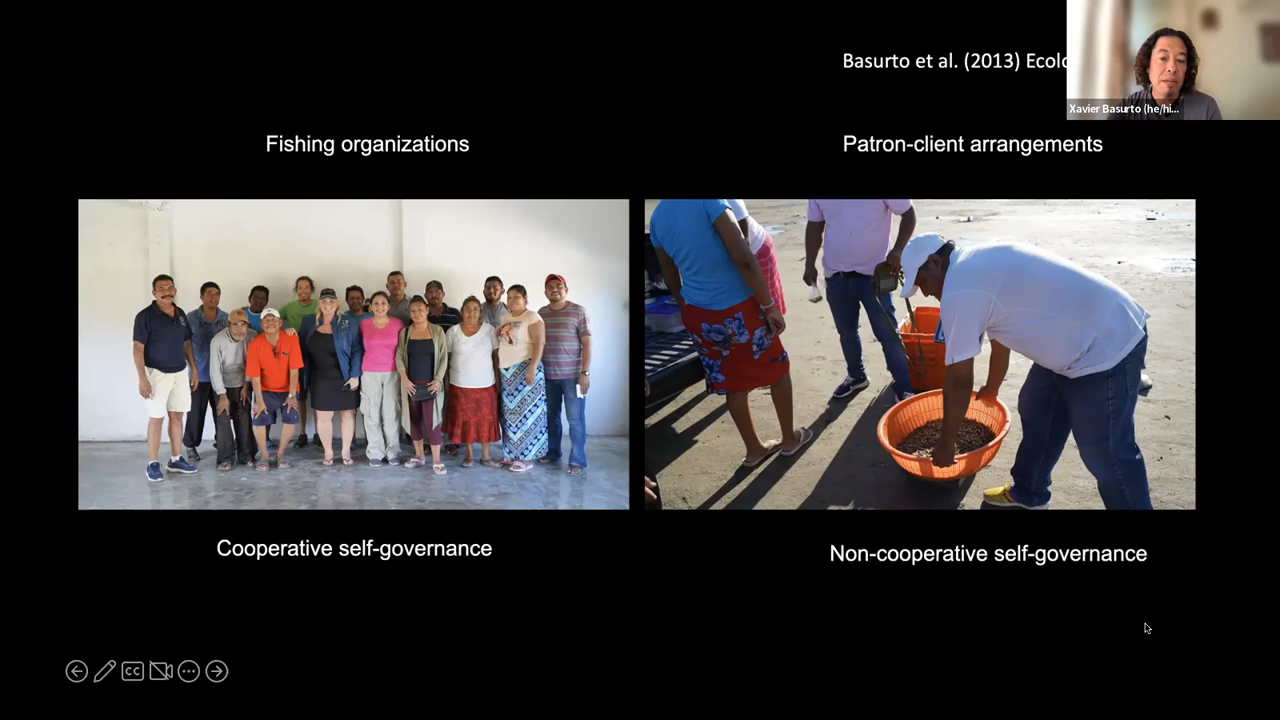 Basurto et al. (2013) Ecolo
Xavier Basurto (he/hi...
Fishing organizations
Patron-client arrangements
Cooperative self-governance
Non-cooperative self-governance
CC